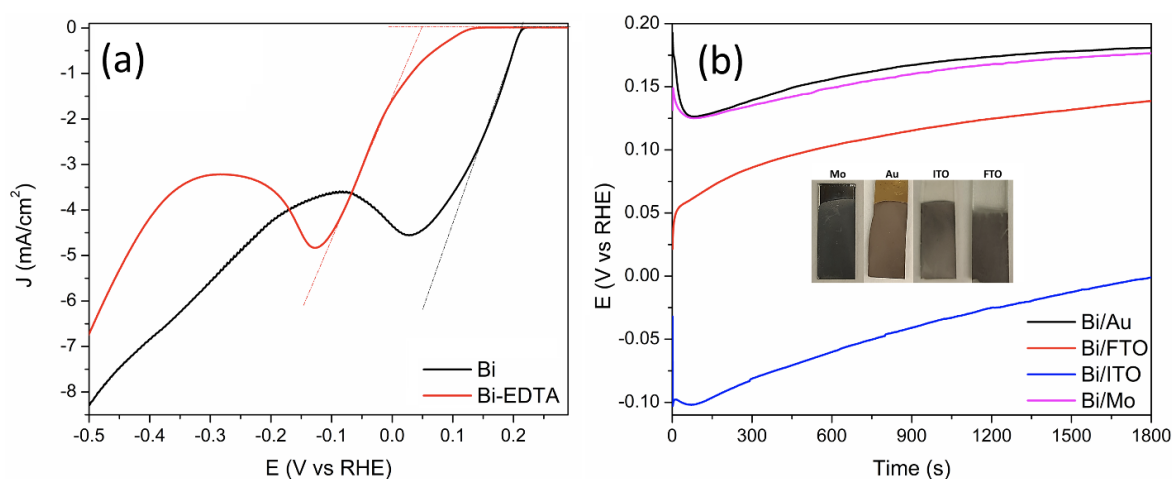 (a)
0
-1
-2
-3
-4
-5
-6
-7
-8
J (mA/cm²)
Bi
Bi-EDTA
-0.5 -0.4 -0.3 -0.2 -0.1 0.0 0.1 0.2
E (V vs RHE)
(b)
0.20
0.15
0.10
0.05
0.00
-0.05
-0.10
E (V vs RHE)
Mo Au ITO FTO
Bi/Au
Bi/FTO
Bi/ITO
Bi/Mo
0 300 600 900 1200 1500 1800
Time (s)